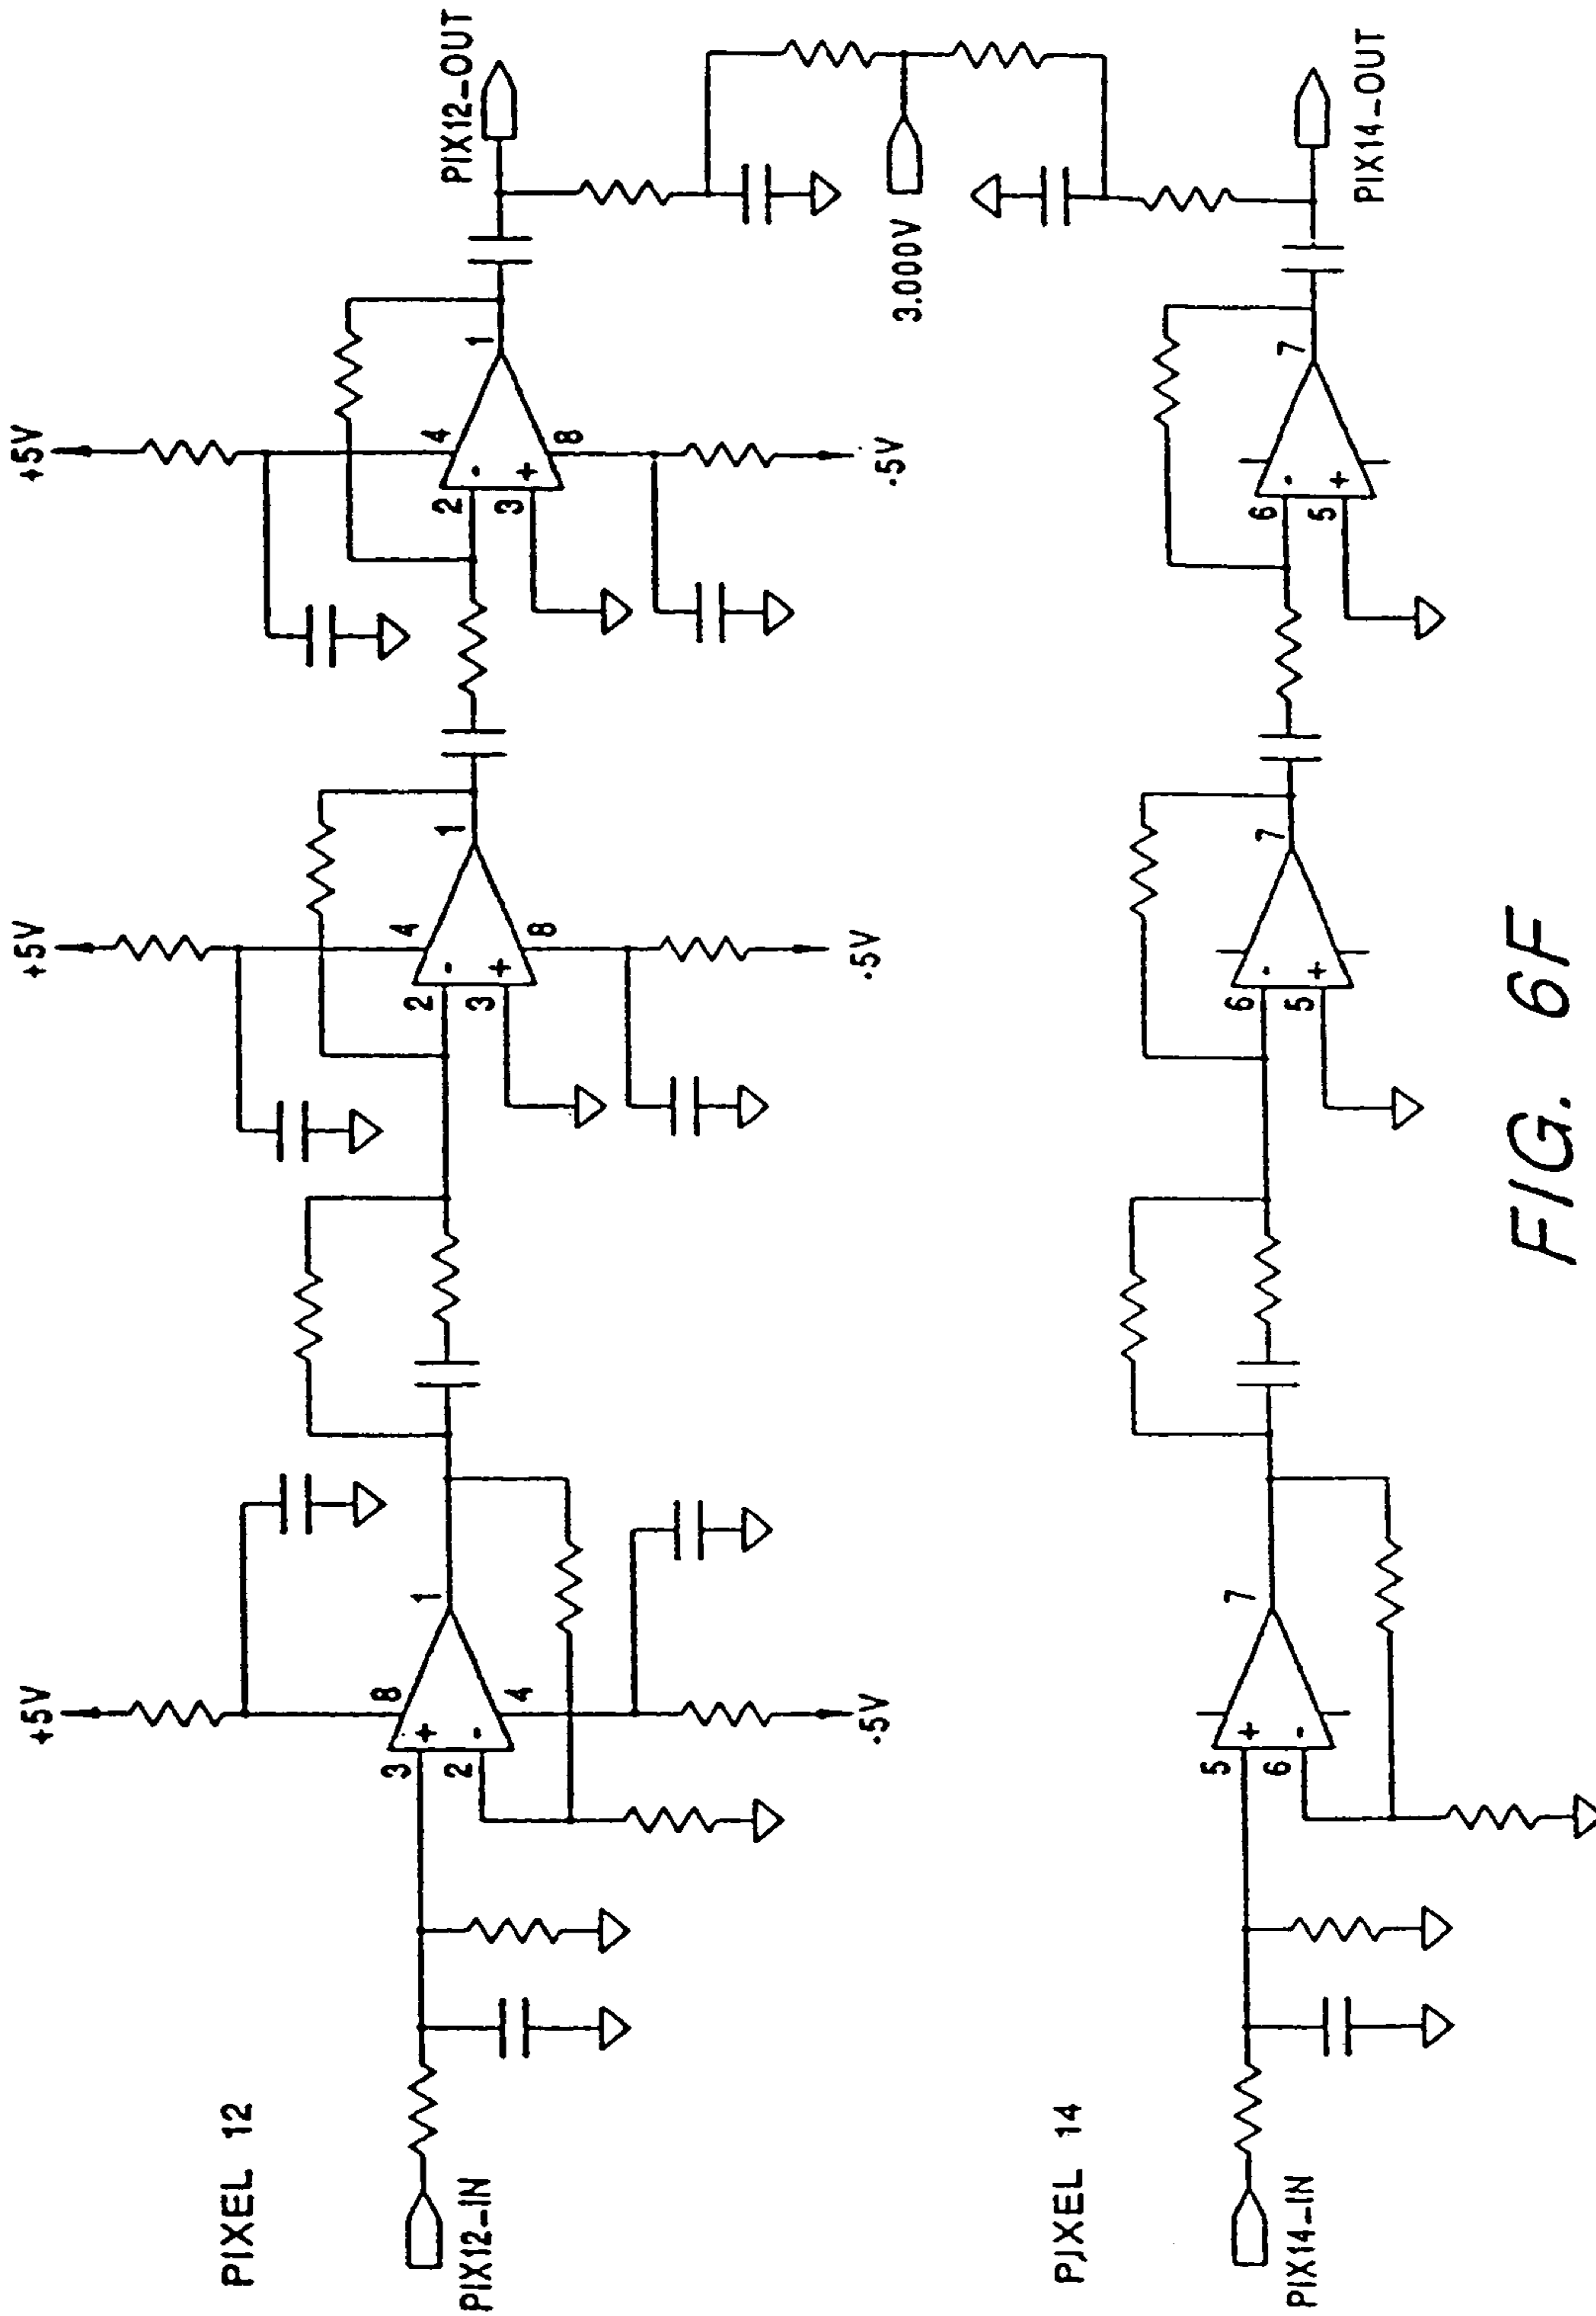 PIXEL 12
PIX12-IN
+5V
8
3
+
2
-
4
1
.5V
+5V
4
2
-
3
+
8
1
.5V
+5V
4
2
-
3
+
8
1
.5V
PIX12-OUT
3.000V
PIXEL 14
PIX14-IN
5
+
6
-
7
6
-
5
+
7
6
-
5
+
7
PIX14-OUT
FIG. 6F